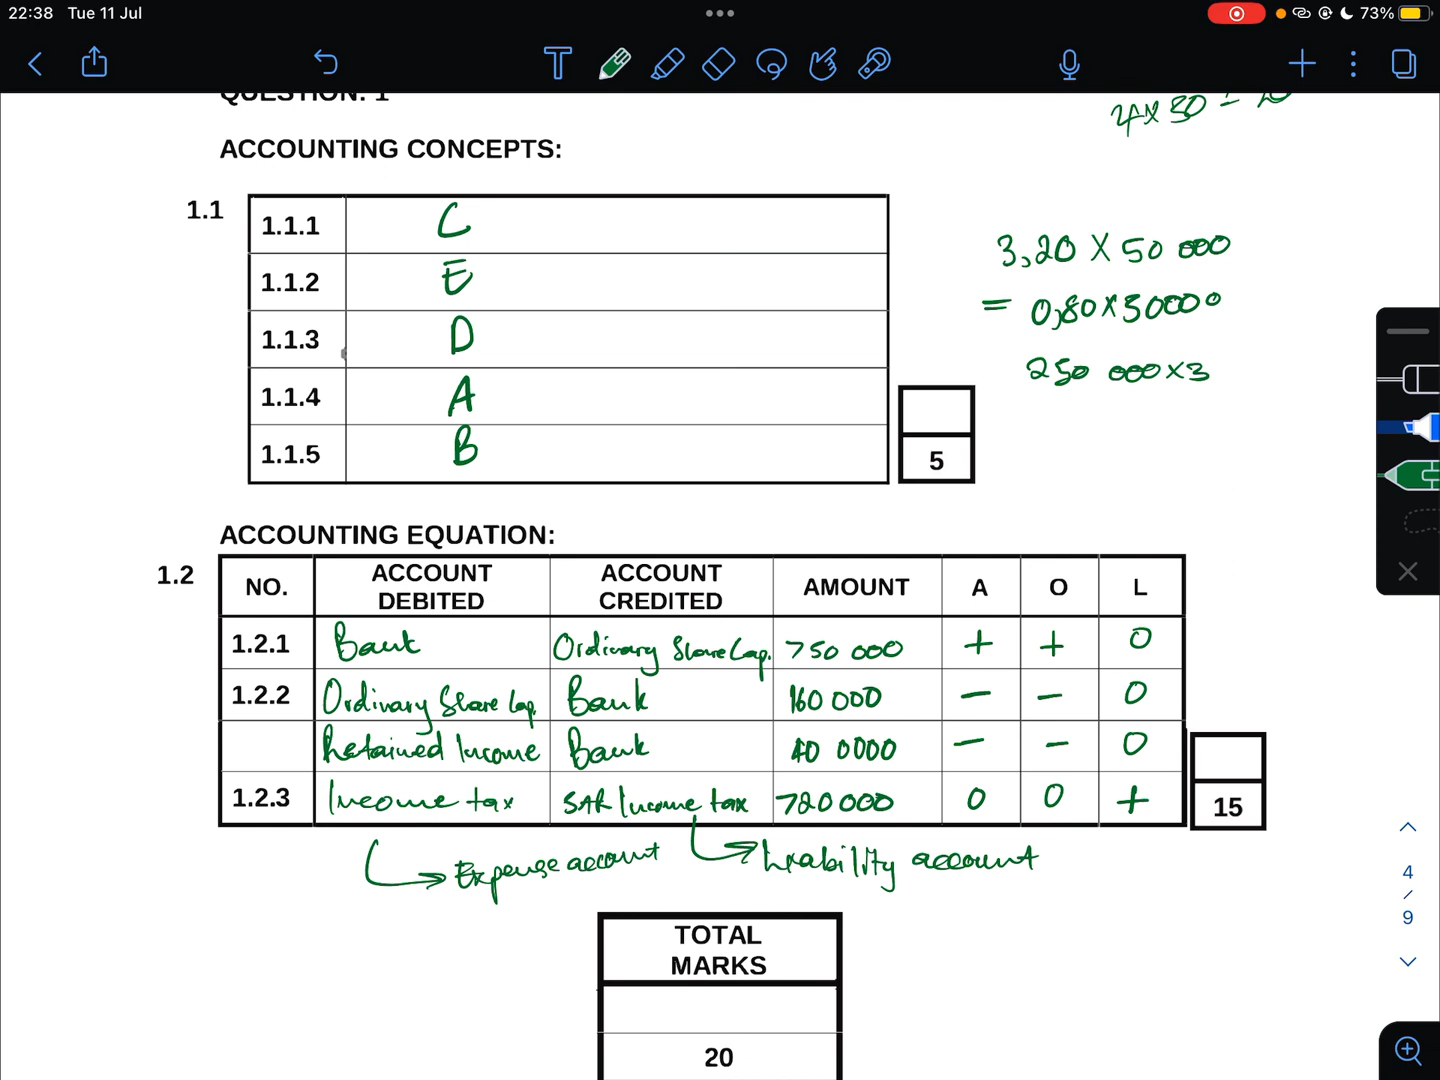 22:38 Tue 11 Jul
73%
QUESTION: 1
ACCOUNTING CONCEPTS:
1.1
1.1.1 C
1.1.2 E
1.1.3 D
1.1.4 A
1.1.5 B
5
3,20 X 50 000
= 0,80 X 50000
250 000 X 3
ACCOUNTING EQUATION:
1.2
NO. ACCOUNT DEBITED ACCOUNT CREDITED AMOUNT A O L
1.2.1 Bank Ordinary Share Cap. 750 000 + + 0
1.2.2 Ordinary Share Cap. Bank 160 000 - - 0
Retained Income Bank 40 0000 - - 0
1.2.3 Income tax SAR Income tax 720 000 0 0 +
15
Expense account
Liability account
TOTAL
MARKS
20
4
/
9